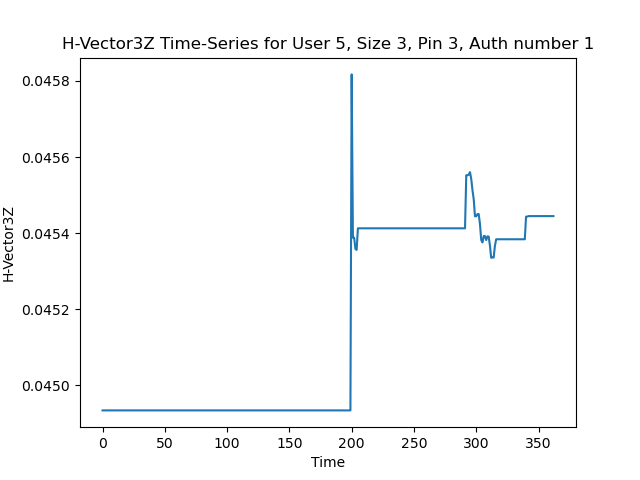 H-Vector3Z Time-Series for User 5, Size 3, Pin 3, Auth number 1
H-Vector3Z
0.0458
0.0456
0.0454
0.0452
0.0450
0 50 100 150 200 250 300 350
Time